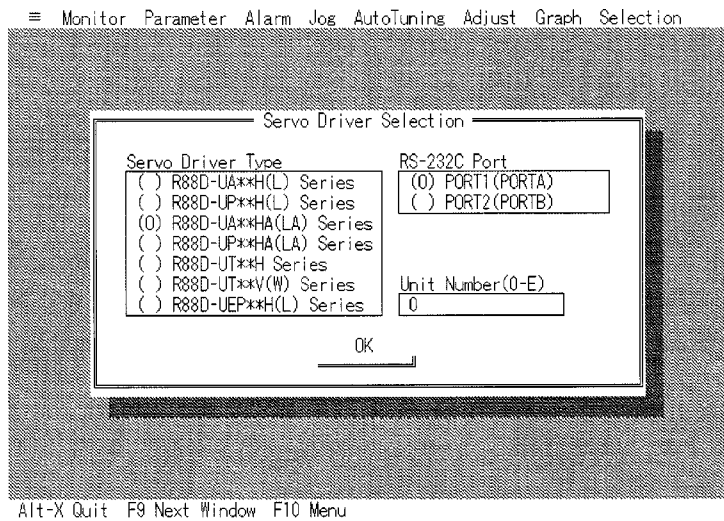 ≡ Monitor Parameter Alarm Jog AutoTuning Adjust Graph Selection
Servo Driver Selection
Servo Driver Type
( ) R88D-UA**H(L) Series
( ) R88D-UP**H(L) Series
(O) R88D-UA**HA(LA) Series
( ) R88D-UP**HA(LA) Series
( ) R88D-UT**H Series
( ) R88D-UT**V(W) Series
( ) R88D-UEP**H(L) Series
RS-232C Port
(O) PORT1(PORTA)
( ) PORT2(PORTB)
Unit Number(0-E)
0
OK
Alt-X Quit F9 Next Window F10 Menu